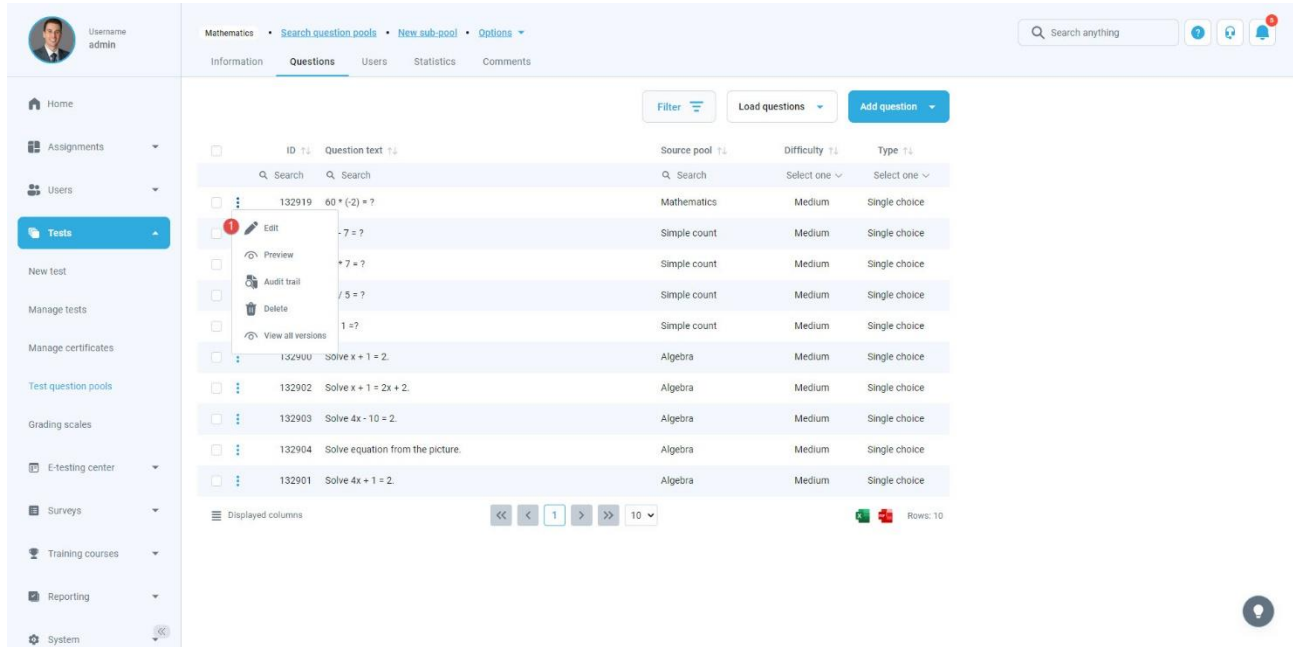 Username
admin
Mathematics • Search question pools • New sub-pool • Options
Search anything
6
Information Questions Users Statistics Comments
Home
Assignments
Users
Tests
New test
Manage tests
Manage certificates
Test question pools
Grading scales
E-testing center
Surveys
Training courses
Reporting
System
Filter Load questions Add question
ID Question text Source pool Difficulty Type
Search Search Search Select one Select one
132919 60 * (-2) = ? Mathematics Medium Single choice
- 7 = ? Simple count Medium Single choice
* 7 = ? Simple count Medium Single choice
/ 5 = ? Simple count Medium Single choice
1 =? Simple count Medium Single choice
1
Edit
Preview
Audit trail
Delete
View all versions
132900 Solve x + 1 = 2. Algebra Medium Single choice
132902 Solve x + 1 = 2x + 2. Algebra Medium Single choice
132903 Solve 4x - 10 = 2. Algebra Medium Single choice
132904 Solve equation from the picture. Algebra Medium Single choice
132901 Solve 4x + 1 = 2. Algebra Medium Single choice
Displayed columns << < 1 > >> 10 Rows: 10